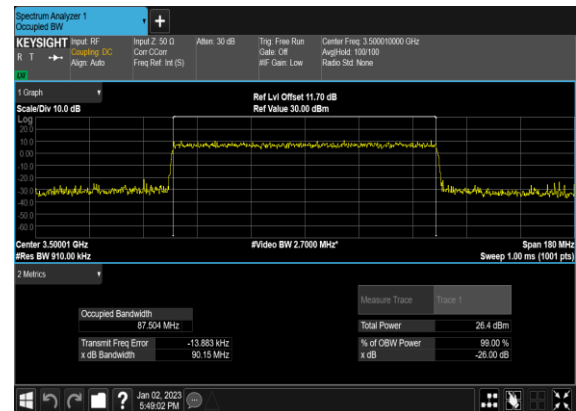 Spectrum Analyzer 1
Occupied BW
KEYSIGHT
R T
LW
Input: RF
Coupling: DC
Align: Auto
Input Z: 50 Ω
Corr CCorr
Freq Ref: Int (S)
Atten: 30 dB
Trig: Free Run
Gate: Off
#IF Gain: Low
Center Freq: 3.500010000 GHz
Avg|Hold: 100/100
Radio Std: None
1 Graph
Scale/Div 10.0 dB
Ref Lvl Offset 11.70 dB
Ref Value 30.00 dBm
Log
20.0
10.0
0.00
-10.0
-20.0
-30.0
-40.0
-50.0
-60.0
Center 3.50001 GHz
#Video BW 2.7000 MHz*
Span 180 MHz
#Res BW 910.00 kHz
Sweep 1.00 ms (1001 pts)
2 Metrics
Measure Trace
Trace 1
Occupied Bandwidth
87.504 MHz
Total Power
26.4 dBm
Transmit Freq Error
-13.883 kHz
% of OBW Power
99.00 %
x dB Bandwidth
90.15 MHz
x dB
-26.00 dB
?
Jan 02, 2023
5:49:02 PM